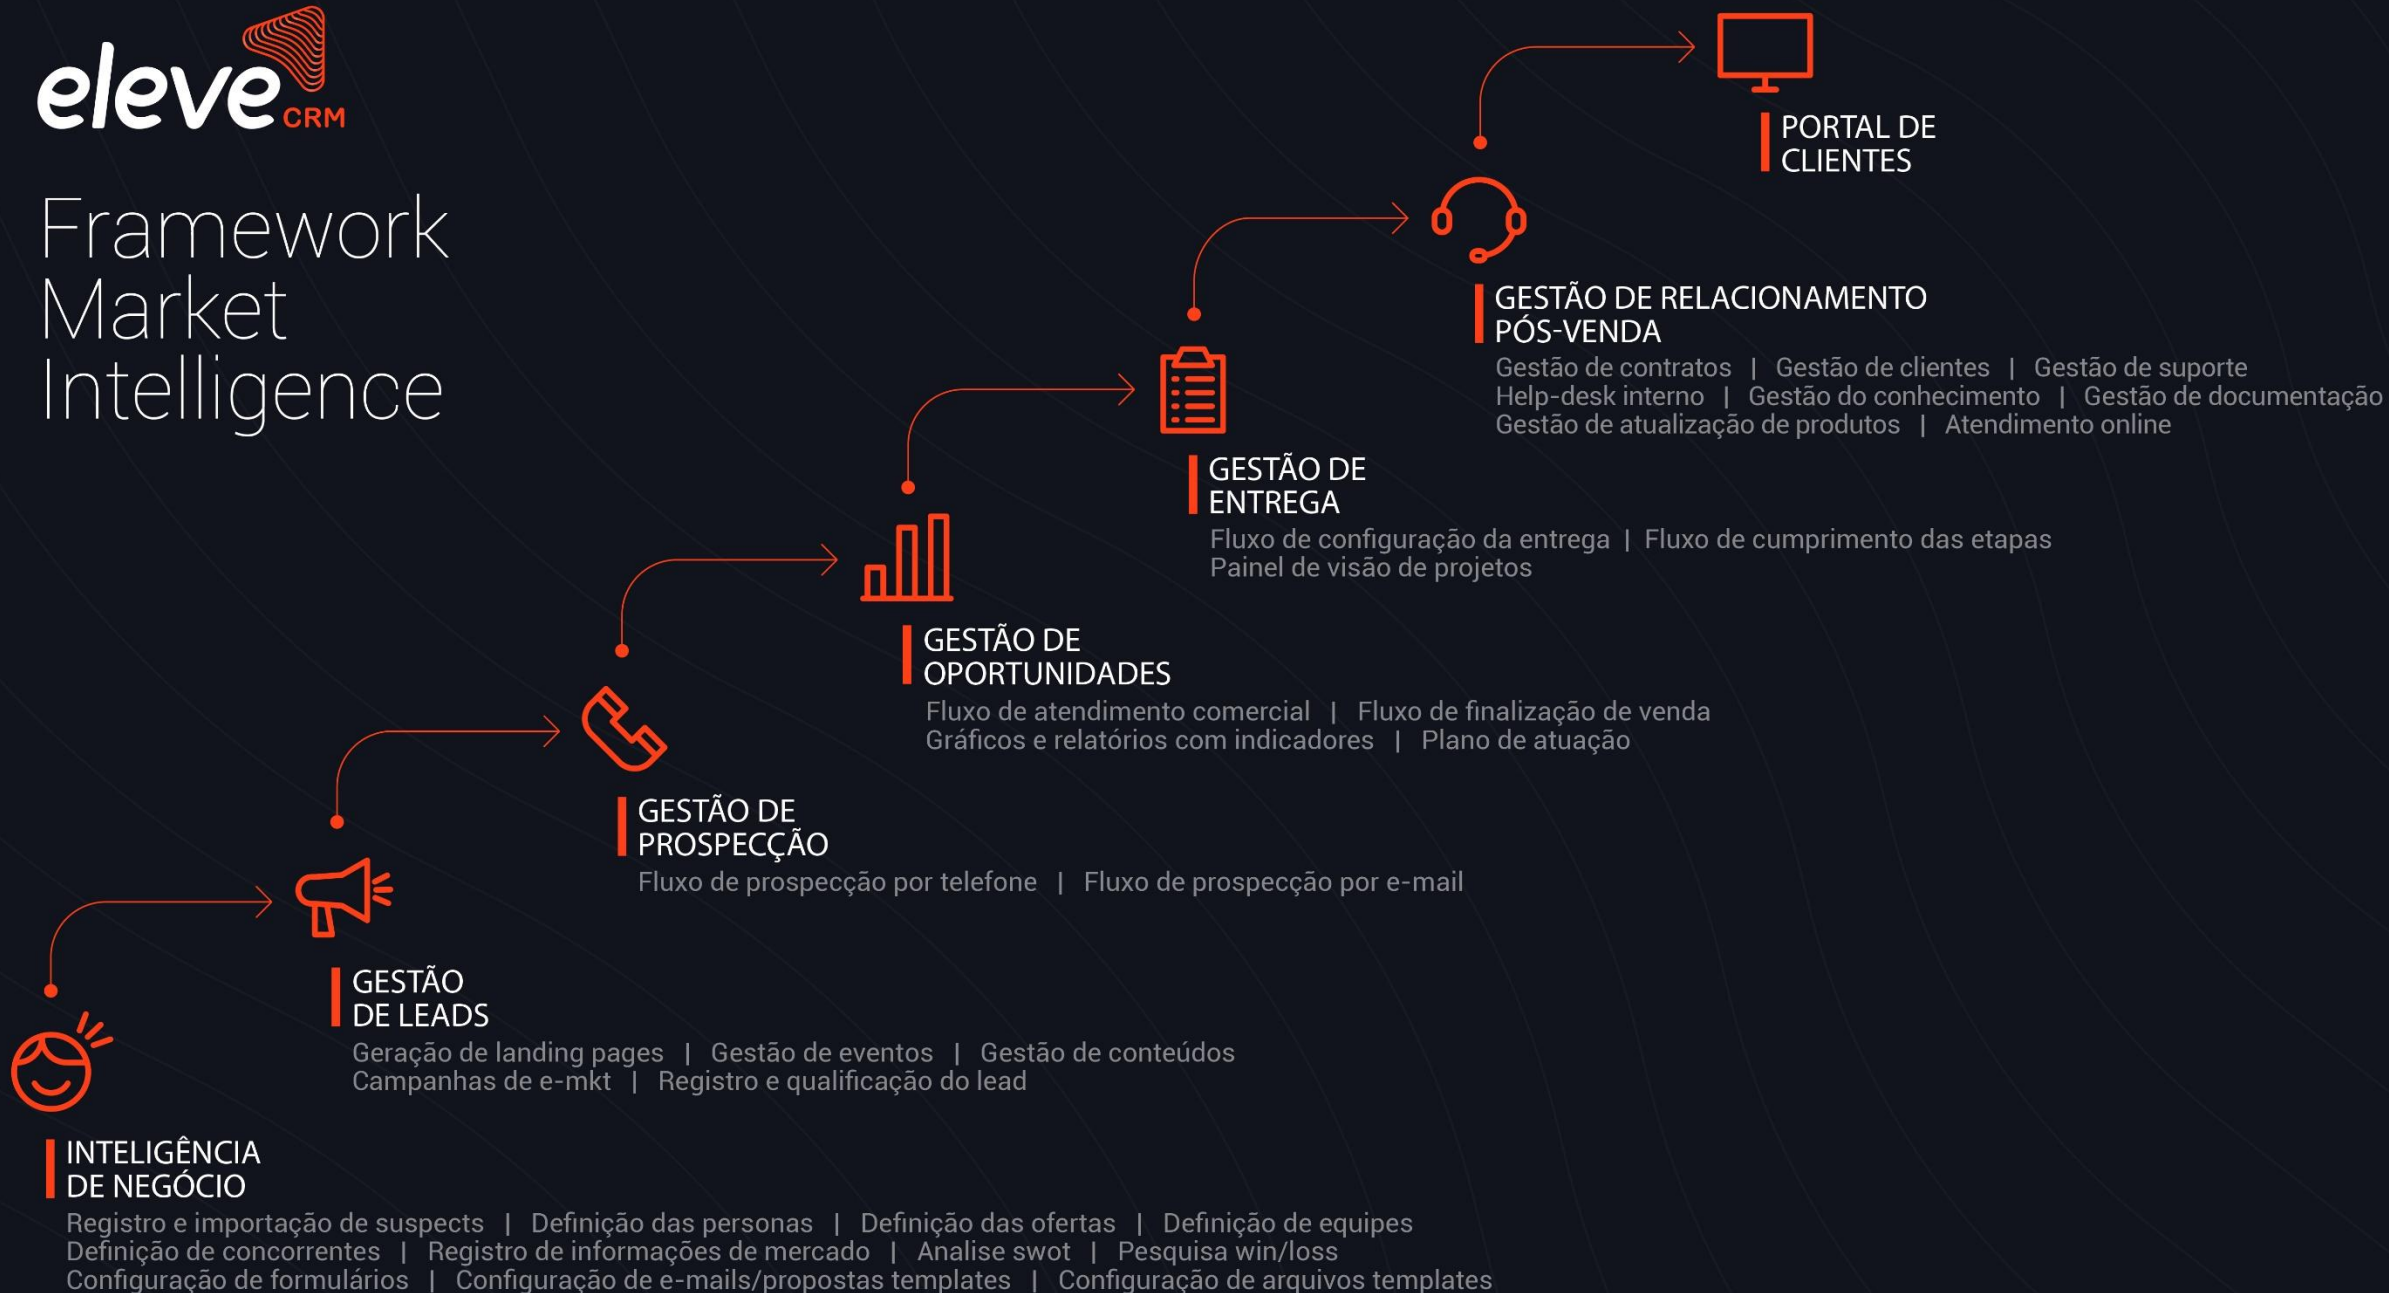 eleve
CRM
Framework
Market
Intelligence
PORTAL DE
CLIENTES
GESTÃO DE RELACIONAMENTO
PÓS-VENDA
Gestão de contratos | Gestão de clientes | Gestão de suporte
Help-desk interno | Gestão do conhecimento | Gestão de documentação
Gestão de atualização de produtos | Atendimento online
GESTÃO DE
ENTREGA
Fluxo de configuração da entrega | Fluxo de cumprimento das etapas
Painel de visão de projetos
GESTÃO DE
OPORTUNIDADES
Fluxo de atendimento comercial | Fluxo de finalização de venda
Gráficos e relatórios com indicadores | Plano de atuação
GESTÃO DE
PROSPECÇÃO
Fluxo de prospecção por telefone | Fluxo de prospecção por e-mail
GESTÃO
DE LEADS
Geração de landing pages | Gestão de eventos | Gestão de conteúdos
Campanhas de e-mkt | Registro e qualificação do lead
INTELIGÊNCIA
DE NEGÓCIO
Registro e importação de suspects | Definição das personas | Definição das ofertas | Definição de equipes
Definição de concorrentes | Registro de informações de mercado | Analise swot | Pesquisa win/loss
Configuração de formulários | Configuração de e-mails/propostas templates | Configuração de arquivos templates